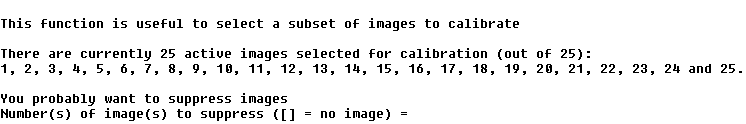 This function is useful to select a subset of images to calibrate
There are currently 25 active images selected for calibration (out of 25):
1, 2, 3, 4, 5, 6, 7, 8, 9, 10, 11, 12, 13, 14, 15, 16, 17, 18, 19, 20, 21, 22, 23, 24 and 25.
You probably want to suppress images
Number(s) of image(s) to suppress ([] = no image) =